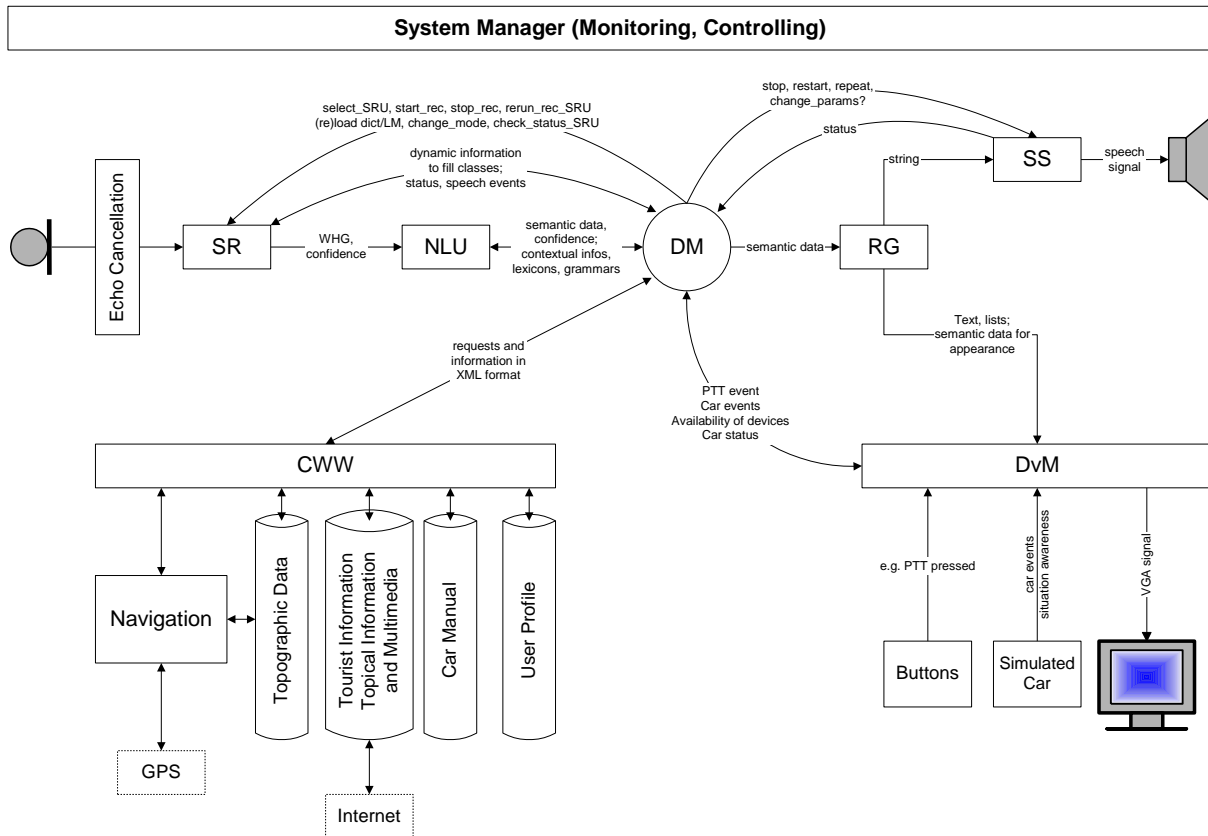 System Manager (Monitoring, Controlling)
select_SRU, start_rec, stop_rec, rerun_rec_SRU
(re)load dict/LM, change_mode, check_status_SRU
stop, restart, repeat,
change_params?
status
dynamic information
to fill classes;
status, speech events
string
SS
speech
signal
Echo Cancellation
SR
WHG,
confidence
NLU
semantic data,
confidence;
contextual infos,
lexicons, grammars
DM
semantic data
RG
Text, lists;
semantic data for
appearance
requests and
information in
XML format
PTT event
Car events
Availability of devices
Car status
CWW
DvM
Navigation
Topographic Data
Tourist Information
Topical Information
and Multimedia
Car Manual
User Profile
e.g. PTT pressed
car events
situation awareness
VGA signal
Buttons
Simulated
Car
GPS
Internet